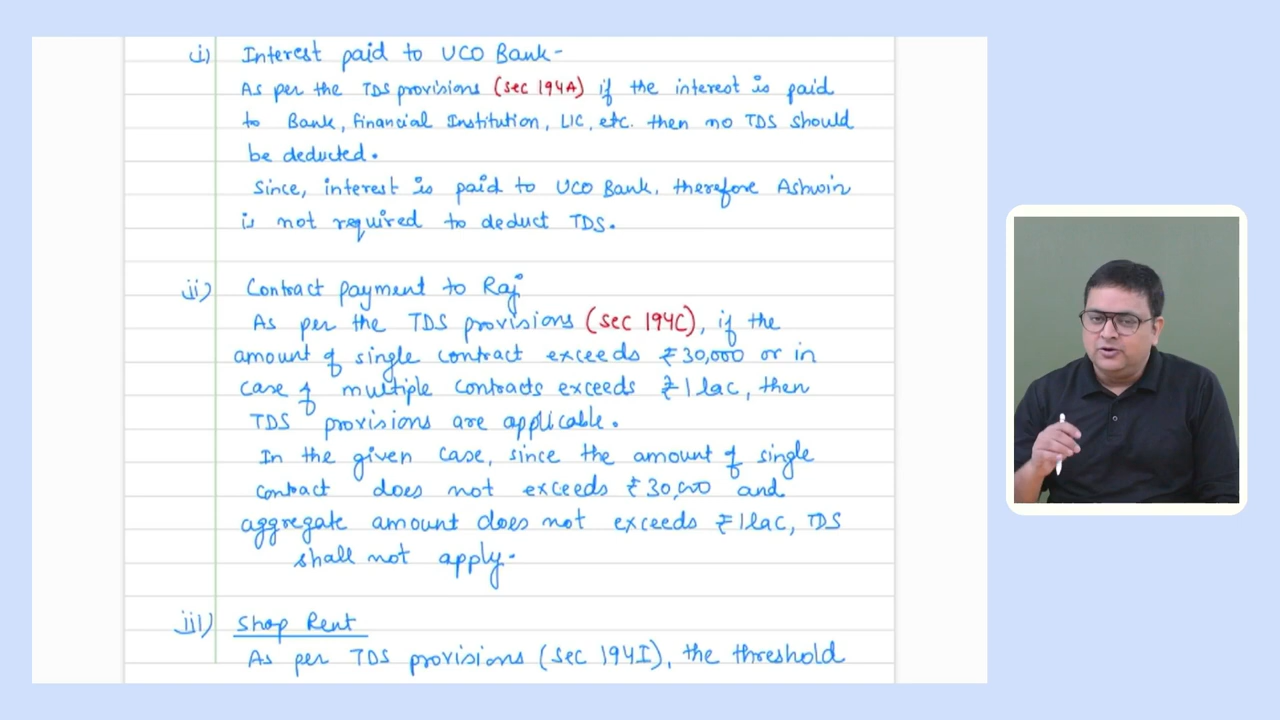 i) Interest paid to UCO Bank-
As per the TDS provisions (sec 194A) if the interest is paid
to Bank, Financial Institution, LIC, etc. then no TDS should
be deducted.
Since, interest is paid to UCO Bank, therefore Ashwin
is not required to deduct TDS.
ii) Contract payment to Raj
As per the TDS provisions (sec 194C), if the
amount of single contract exceeds ₹30,000 or in
case of multiple contracts exceeds ₹1 lac, then
TDS provisions are applicable.
In the given case, since the amount of single
contract does not exceeds ₹30,000 and
aggregate amount does not exceeds ₹1lac, TDS
shall not apply.
iii) Shop Rent
As per TDS provisions (sec 194I), the threshold